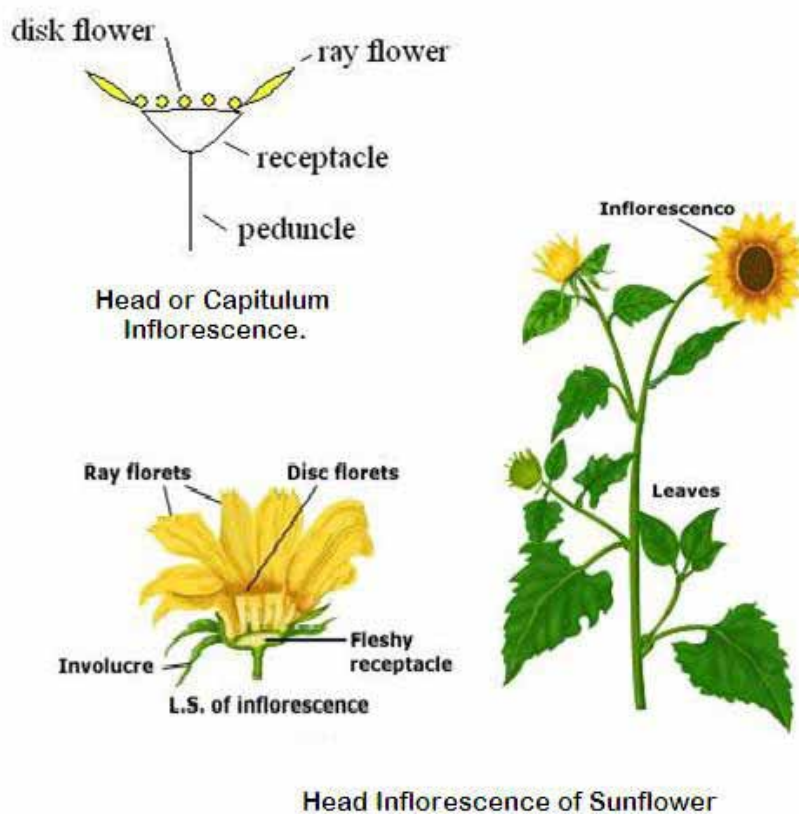 disk flower
ray flower
receptacle
peduncle
Head or Capitulum
Inflorescence.
Inflorescenco
Leaves
Ray florets
Disc florets
Involucre
Fleshy
receptacle
L.S. of inflorescence
Head Inflorescence of Sunflower